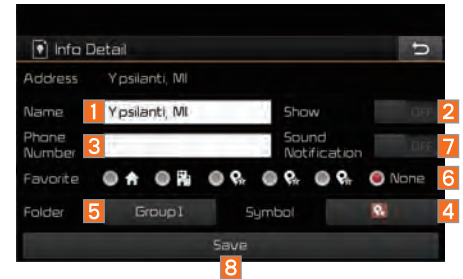 Info Detail
Address Ypsilanti, MI
Name 1 Ypsilanti, MI Show OFF 2
Phone Number 3 Sound Notification OFF 7
Favorite None 6
Folder 5 Group1 Symbol 4
Save
8